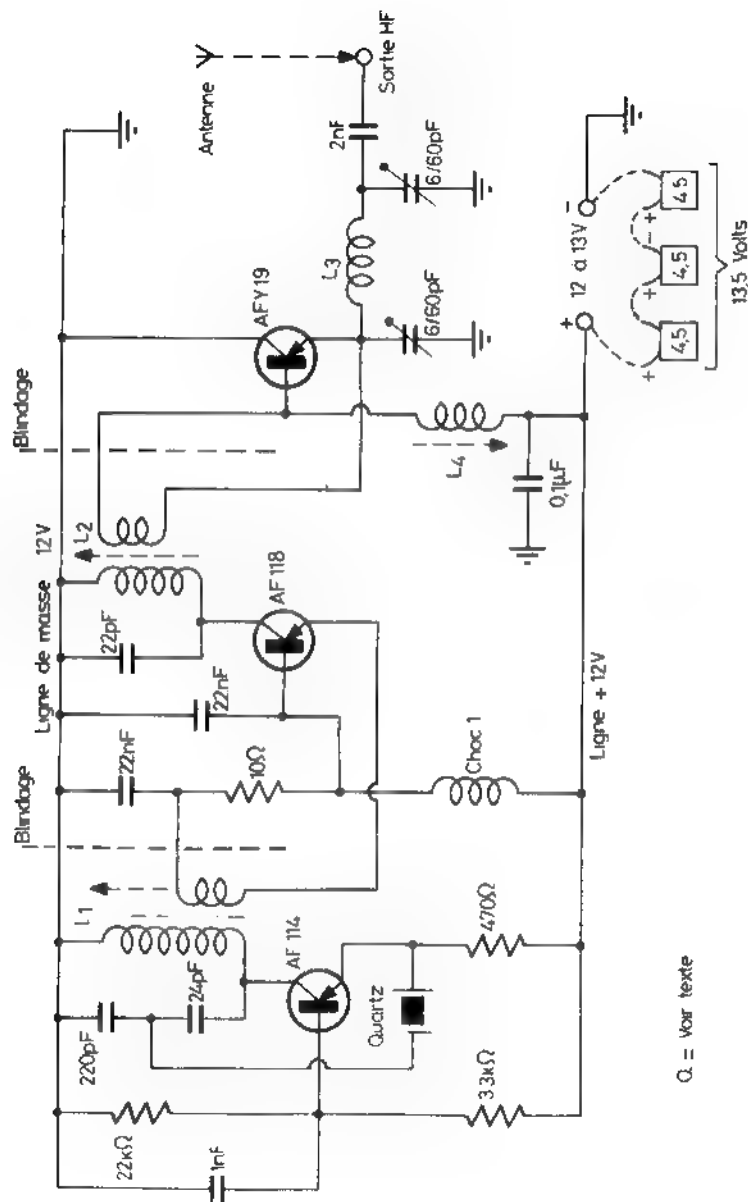 Antenne
Sortie HF
2nF
6/60pF
L3
6/60pF
AFY19
Blindage
L2
12V
Ligne de masse
22pF
AF118
22nF
22nF
10Ω
Blindage
L1
24pF
220pF
AF 114
Quartz
22KΩ
1nF
470Ω
3.3KΩ
Choc 1
L4
0,1µF
Ligne + 12V
+ 12 à 13V -
4,5
4,5
4 5
+ - + - +
13,5 Volts
Q = Voir texte